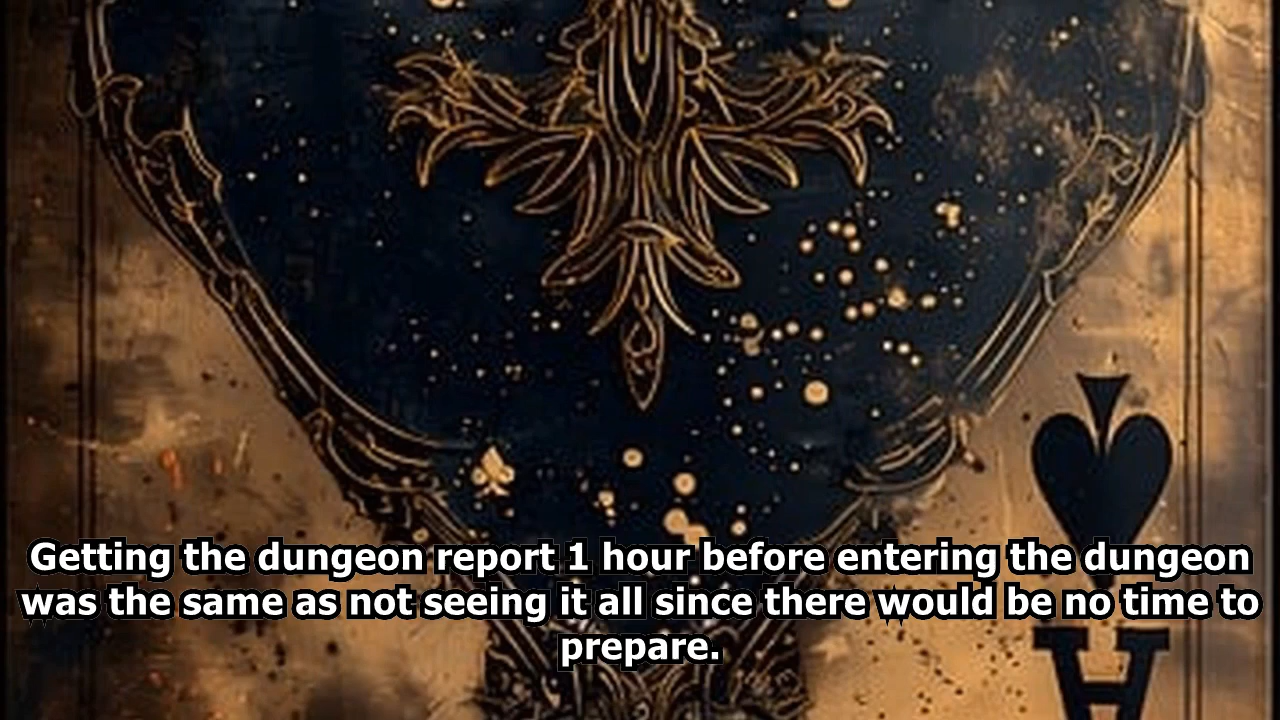 Getting the dungeon report 1 hour before entering the dungeon
was the same as not seeing it all since there would be no time to
prepare.
A